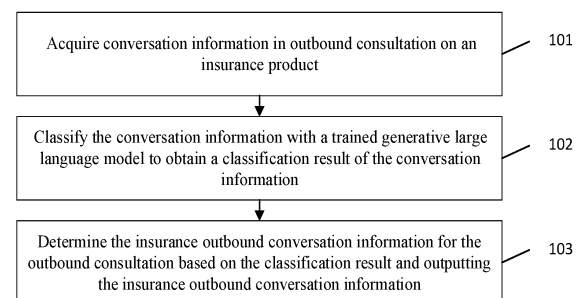 Acquire conversation information in outbound consultation on an
insurance product
101
Classify the conversation information with a trained generative large
language model to obtain a classification result of the conversation
information
102
Determine the insurance outbound conversation information for the
outbound consultation based on the classification result and outputting
the insurance outbound conversation information
103